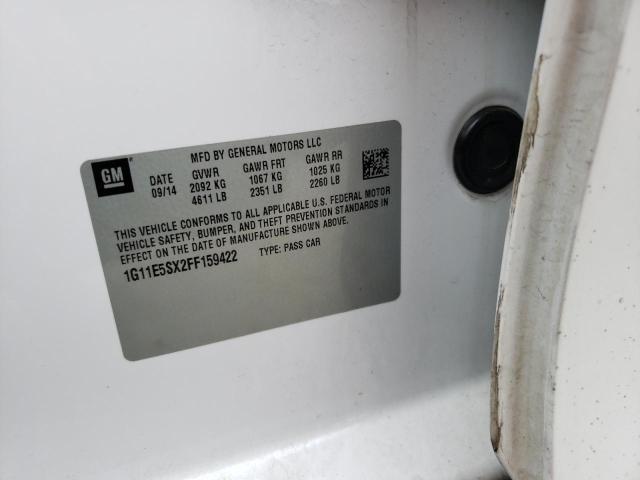 MFD BY GENERAL MOTORS LLC
GM
DATE GVWR GAWR FRT GAWR RR
09/14 2092 KG 1067 KG 1025 KG
4611 LB 2351 LB 2260 LB
THIS VEHICLE CONFORMS TO ALL APPLICABLE U.S. FEDERAL MOTOR
VEHICLE SAFETY, BUMPER, AND THEFT PREVENTION STANDARDS IN
EFFECT ON THE DATE OF MANUFACTURE SHOWN ABOVE.
1G11E5SX2FF159422 TYPE: PASS CAR